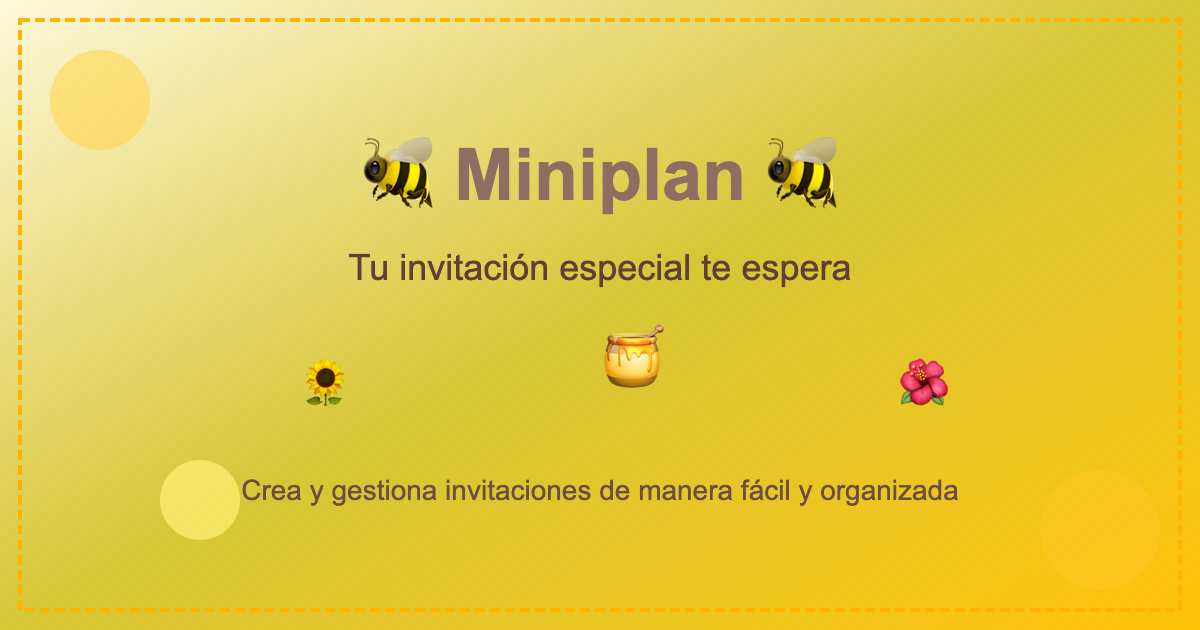 Miniplan
Tu invitación especial te espera
Crea y gestiona invitaciones de manera fácil y organizada